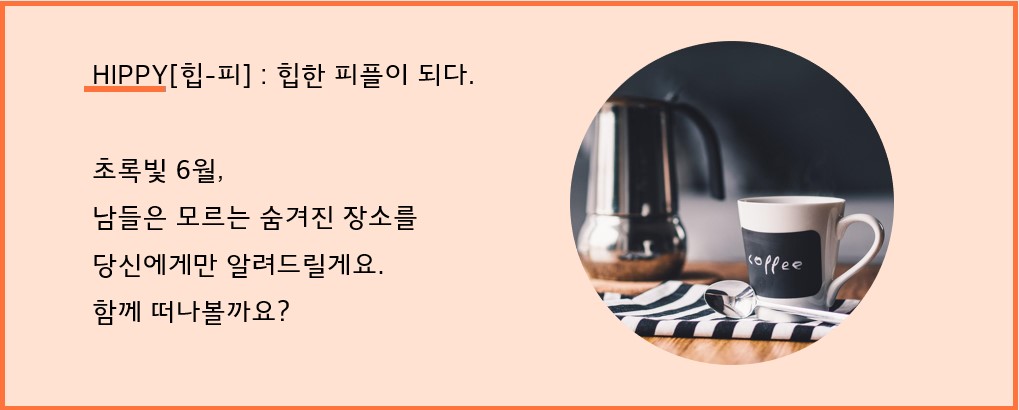 HIPPY[힙-피] : 힙한 피플이 되다.
초록빛 6월,
남들은 모르는 숨겨진 장소를
당신에게만 알려드릴게요.
함께 떠나볼까요?
coffee